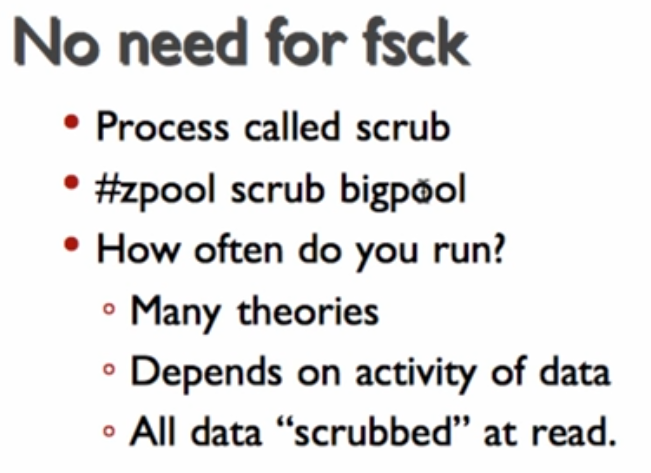 No need for fsck
• Process called scrub
• #zpool scrub bigpool
• How often do you run?
◦ Many theories
◦ Depends on activity of data
◦ All data “scrubbed” at read.